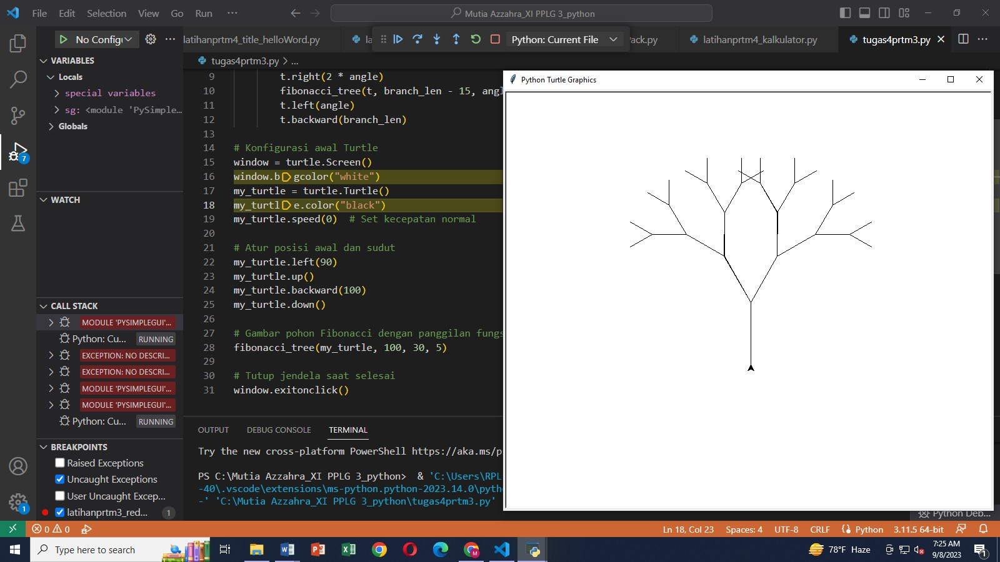 File Edit Selection View Go Run ···
Mutia Azzahra_XI PPLG 3_python
No Config
latihanprtm4_title_helloWord.py
Python: Current File
ack.py
latihanprtm4_kalkulator.py
tugas4prtm3.py
tugas4prtm3.py > ...
VARIABLES
Locals
special variables
sg: <module 'PySimple...
Globals
WATCH
CALL STACK
MODULE 'PYSIMPLEGUI'...
Python: Cu... RUNNING
EXCEPTION: NO DESCRI...
EXCEPTION: NO DESCRI...
MODULE 'PYSIMPLEGUI'...
MODULE 'PYSIMPLEGUI'...
Python: Cu... RUNNING
BREAKPOINTS
Raised Exceptions
Uncaught Exceptions
User Uncaught Excep...
latihanprtm3_red... 1
7
1
9 t.right(2 * angle)
10 fibonacci_tree(t, branch_len - 15, angl
11 t.left(angle)
12 t.backward(branch_len)
13
14 # Konfigurasi awal Turtle
15 window = turtle.Screen()
16 window.bgcolor("white")
17 my_turtle = turtle.Turtle()
18 my_turtle.color("black")
19 my_turtle.speed(0) # Set kecepatan normal
20
21 # Atur posisi awal dan sudut
22 my_turtle.left(90)
23 my_turtle.up()
24 my_turtle.backward(100)
25 my_turtle.down()
26
27 # Gambar pohon Fibonacci dengan panggilan fungs
28 fibonacci_tree(my_turtle, 100, 30, 5)
29
30 # Tutup jendela saat selesai
31 window.exitonclick()
Python Turtle Graphics
OUTPUT DEBUG CONSOLE TERMINAL
Try the new cross-platform PowerShell https://aka.ms/p
PS C:\Mutia Azzahra_XI PPLG 3_python> & 'C:\Users\RPL
-40\.vscode\extensions\ms-python.python-2023.14.0\pyth
-' 'C:\Mutia Azzahra_XI PPLG 3_python\tugas4prtm3.py'
Python Deb...
0 0
Ln 18, Col 23 Spaces: 4 UTF-8 CRLF Python 3.11.5 64-bit
Type here to search
78°F Haze
7:25 AM
9/8/2023
1